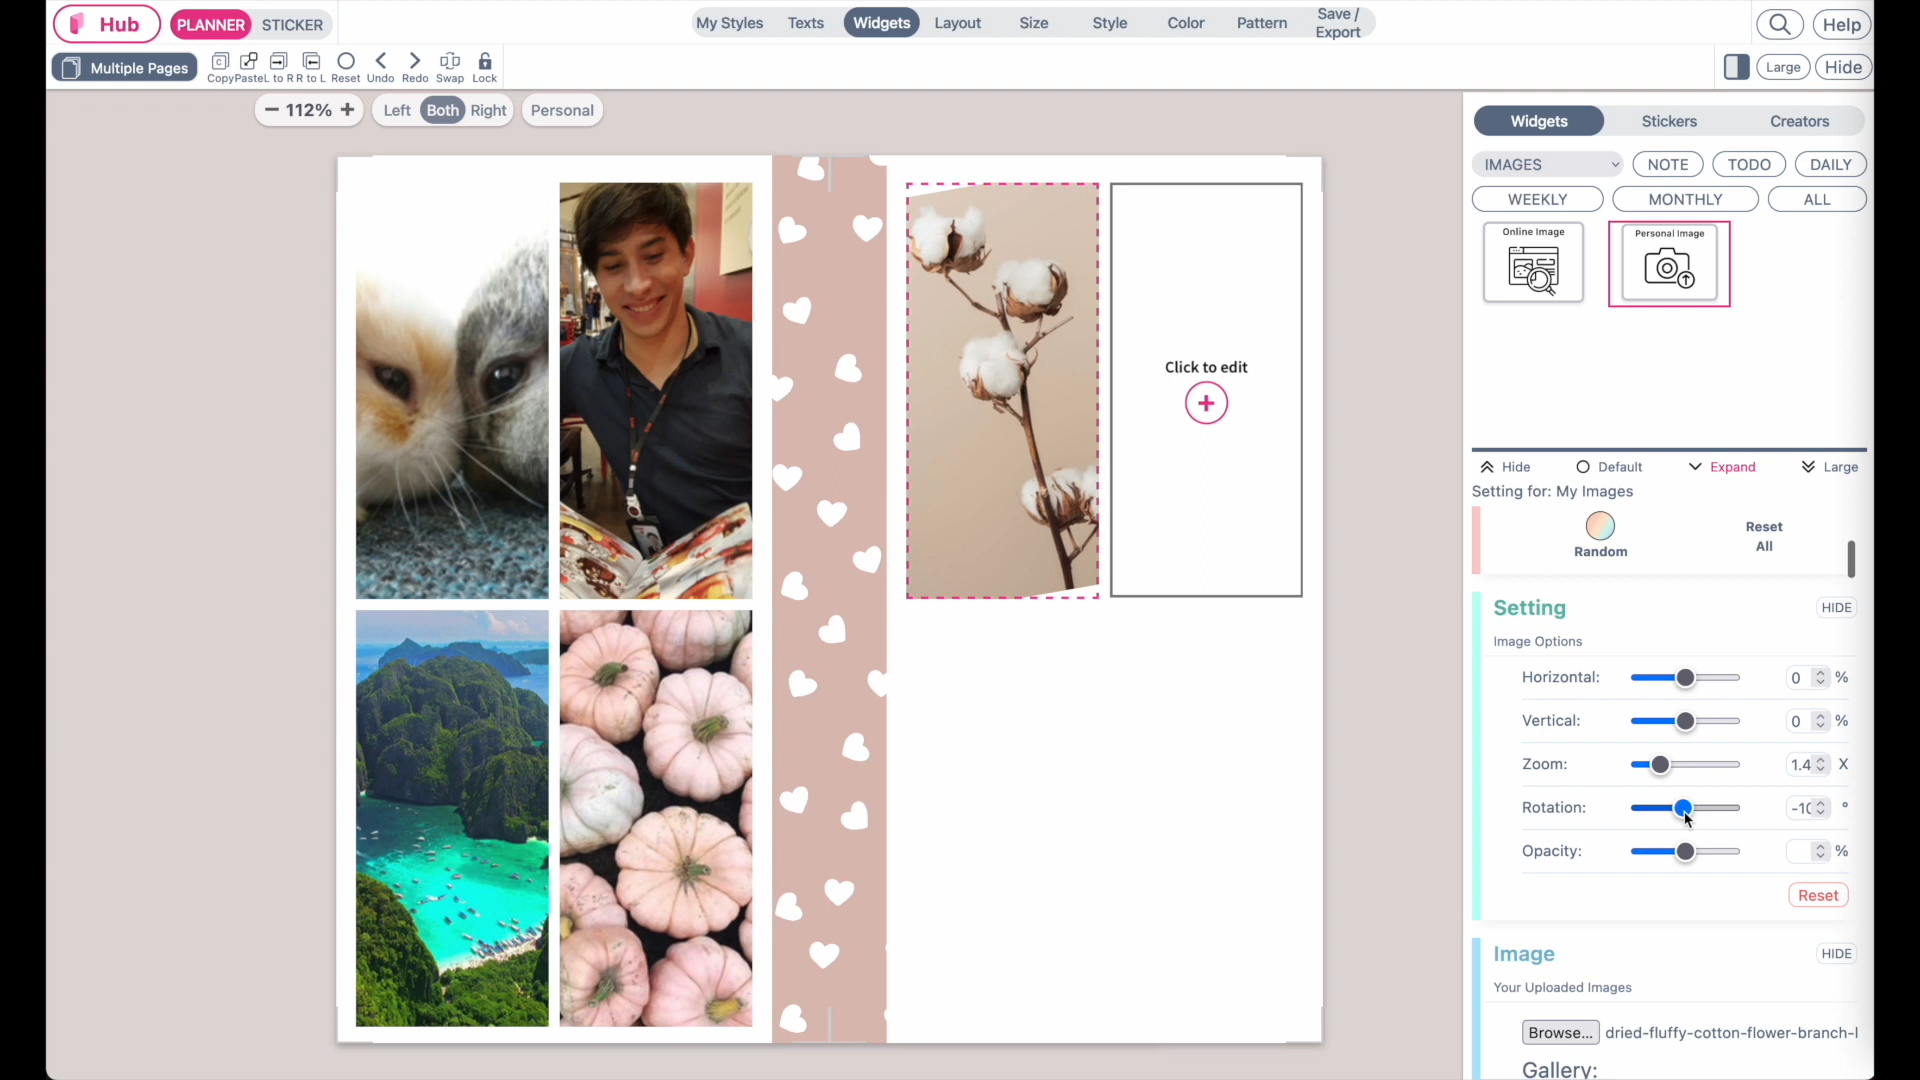 Hub
PLANNER
STICKER
My Styles
Texts
Widgets
Layout
Size
Style
Color
Pattern
Save /
Export
Help
Multiple Pages
Copy
Paste
L to R
R to L
Reset
Undo
Redo
Swap
Lock
Large
Hide
112%
Left
Both
Right
Personal
Click to edit
Widgets
Stickers
Creators
IMAGES
NOTE
TODO
DAILY
WEEKLY
MONTHLY
ALL
Online Image
Personal Image
Hide
Default
Expand
Large
Setting for: My Images
Random
Reset
All
Setting
HIDE
Image Options
Horizontal:
0
%
Vertical:
0
%
Zoom:
1.4
X
Rotation:
-10
°
Opacity:
%
Reset
Image
HIDE
Your Uploaded Images
Browse...
dried-fluffy-cotton-flower-branch-l
Gallery: